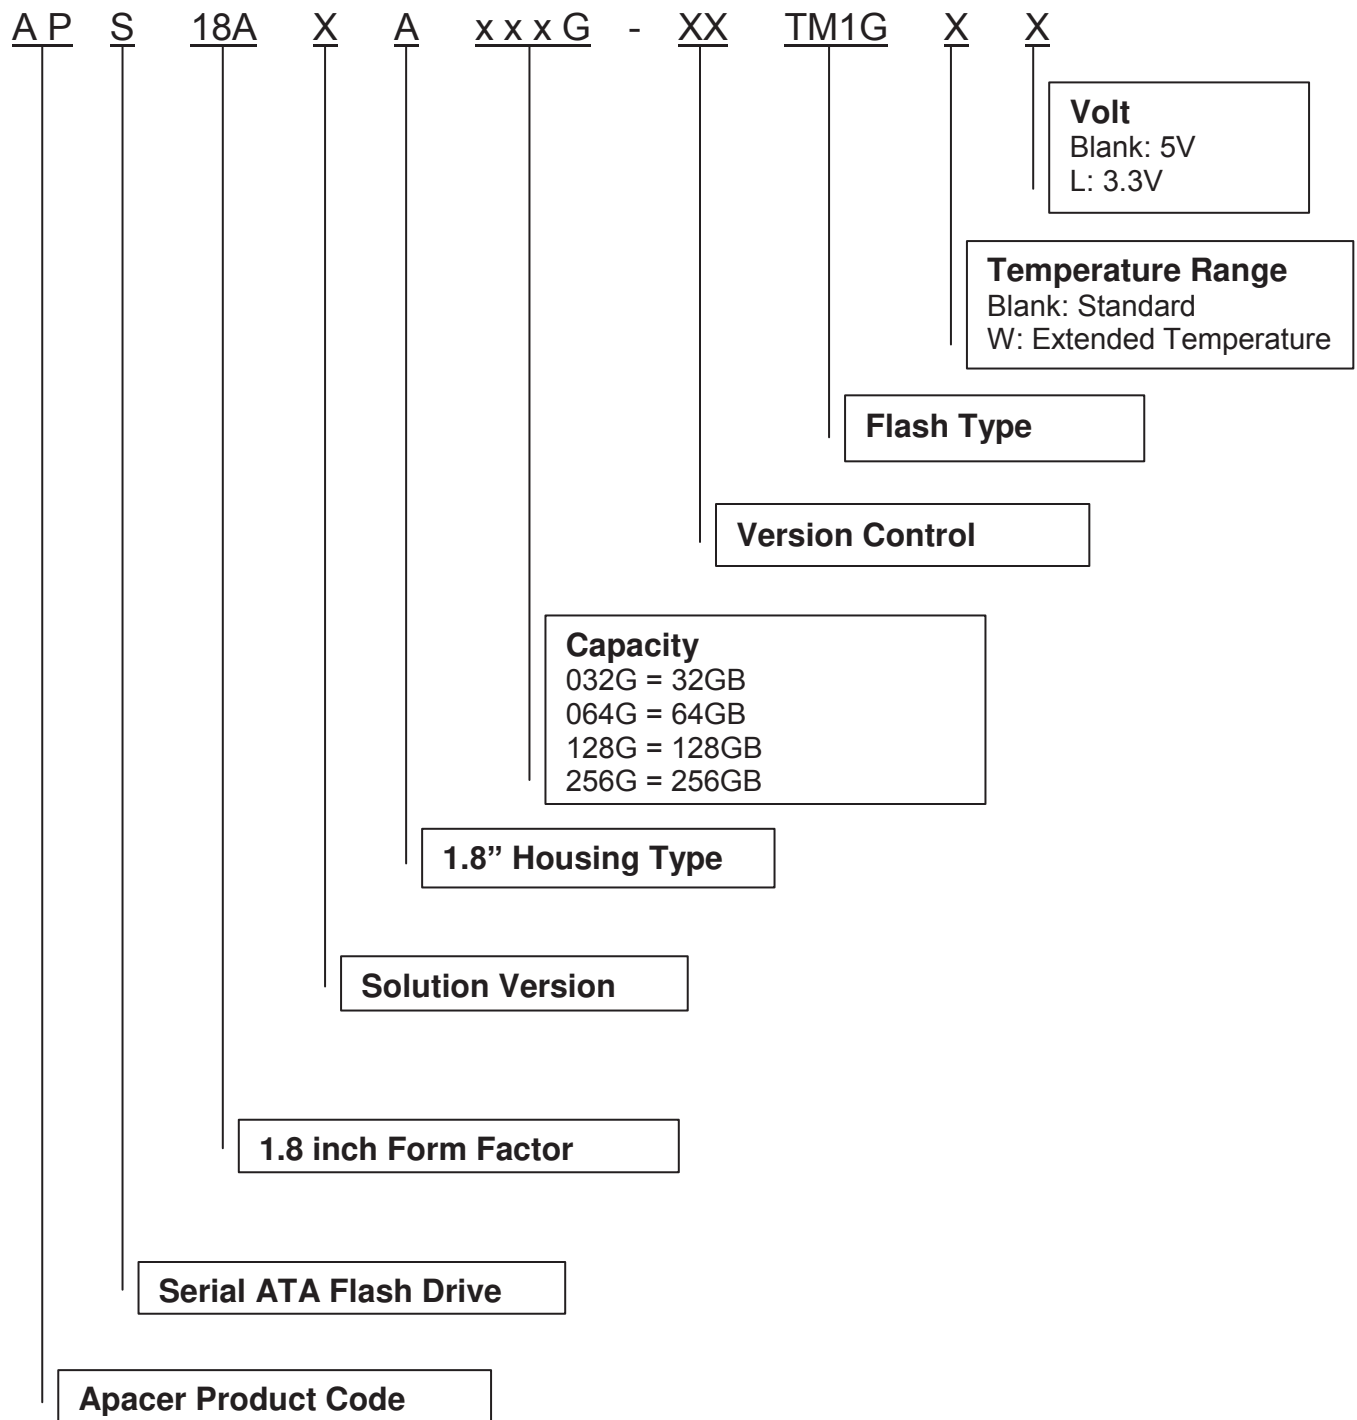 A P S 18A X A x x x G - XX TM1G X X
Volt
Blank: 5V
L: 3.3V
Temperature Range
Blank: Standard
W: Extended Temperature
Flash Type
Version Control
Capacity
032G = 32GB
064G = 64GB
128G = 128GB
256G = 256GB
1.8” Housing Type
Solution Version
1.8 inch Form Factor
Serial ATA Flash Drive
Apacer Product Code